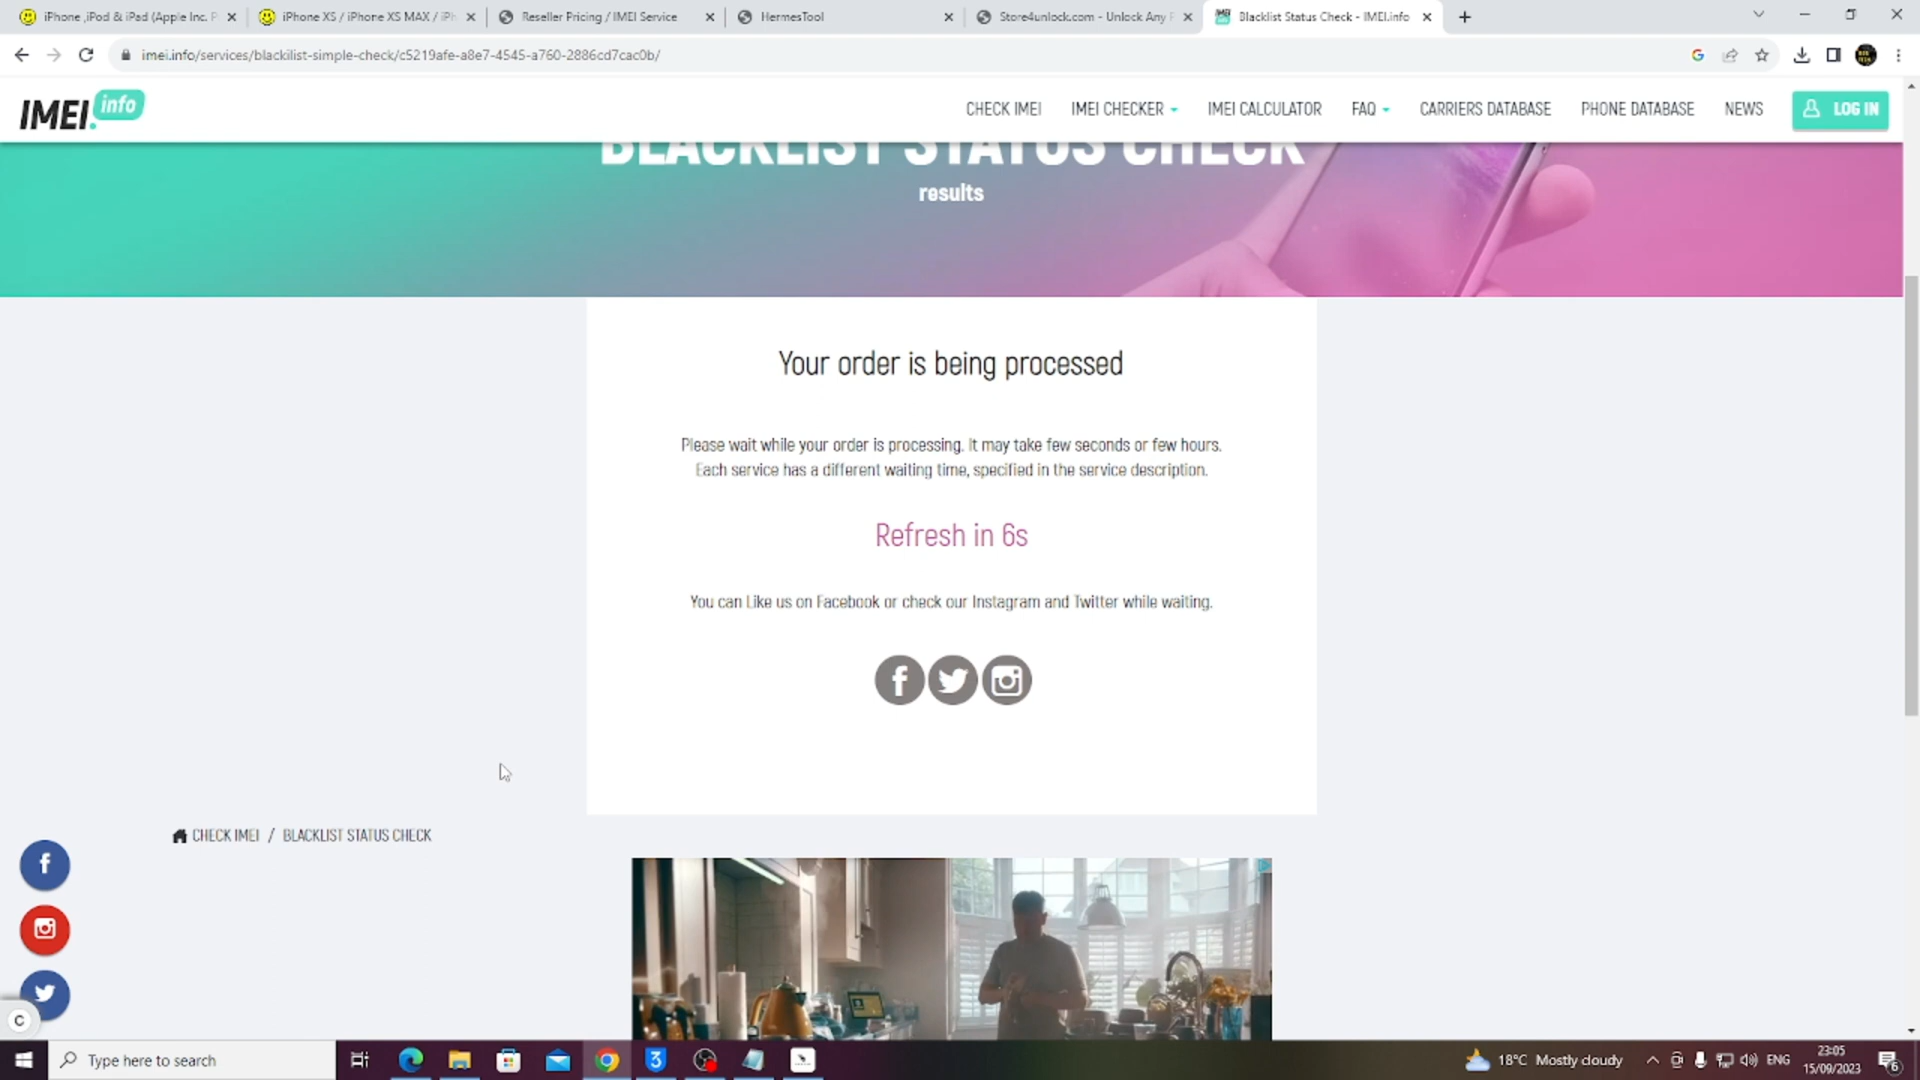 iPhone ,iPod & iPad (Apple Inc. P
iPhone XS / iPhone XS MAX / iPh
Reseller Pricing / IMEI Service
HermesTool
Store4unlock.com - Unlock Any F
Blacklist Status Check - IMEI.info
imei.info/services/blacklist-simple-check/c5219afe-a8e7-4545-a760-2886cd7cac0b/
IMEI.info
CHECK IMEI
IMEI CHECKER
IMEI CALCULATOR
FAQ
CARRIERS DATABASE
PHONE DATABASE
NEWS
LOG IN
BLACKLIST STATUS CHECK
results
Your order is being processed
Please wait while your order is processing. It may take few seconds or few hours.
Each service has a different waiting time, specified in the service description.
Refresh in 6s
You can Like us on Facebook or check our Instagram and Twitter while waiting.
CHECK IMEI / BLACKLIST STATUS CHECK
C
Type here to search
3
18°C Mostly cloudy
ENG
23:05
15/09/2023
6